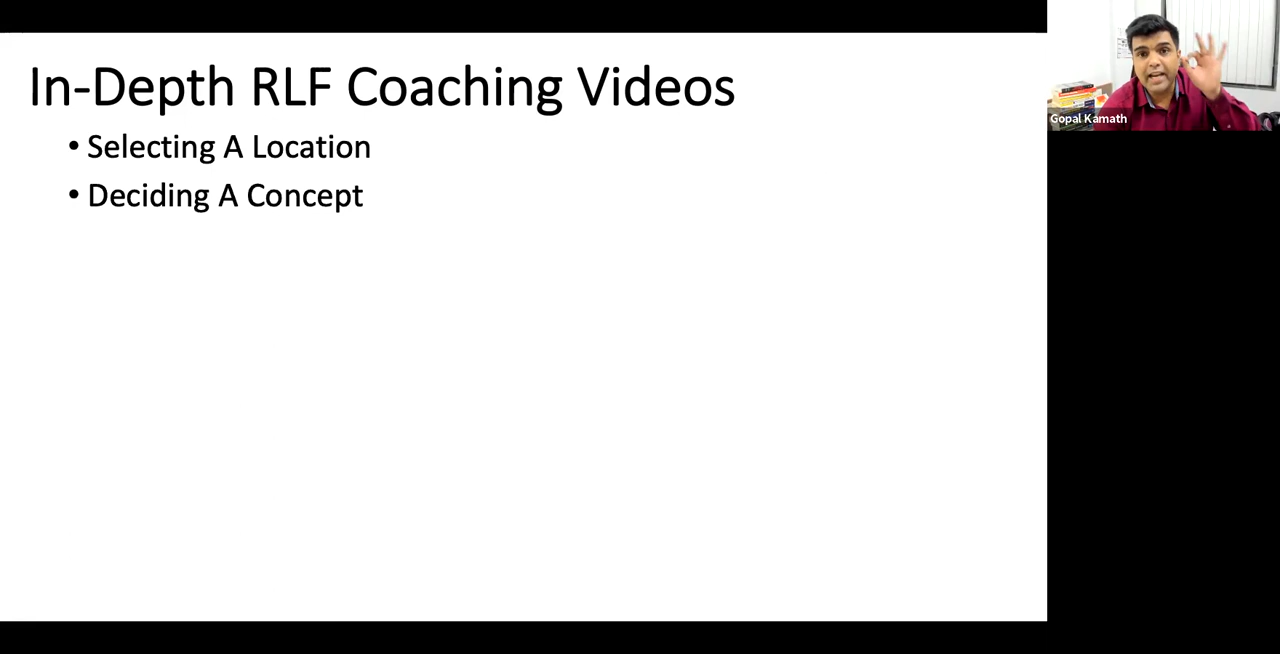 In-Depth RLF Coaching Videos
• Selecting A Location
• Deciding A Concept
Gopal Kamath